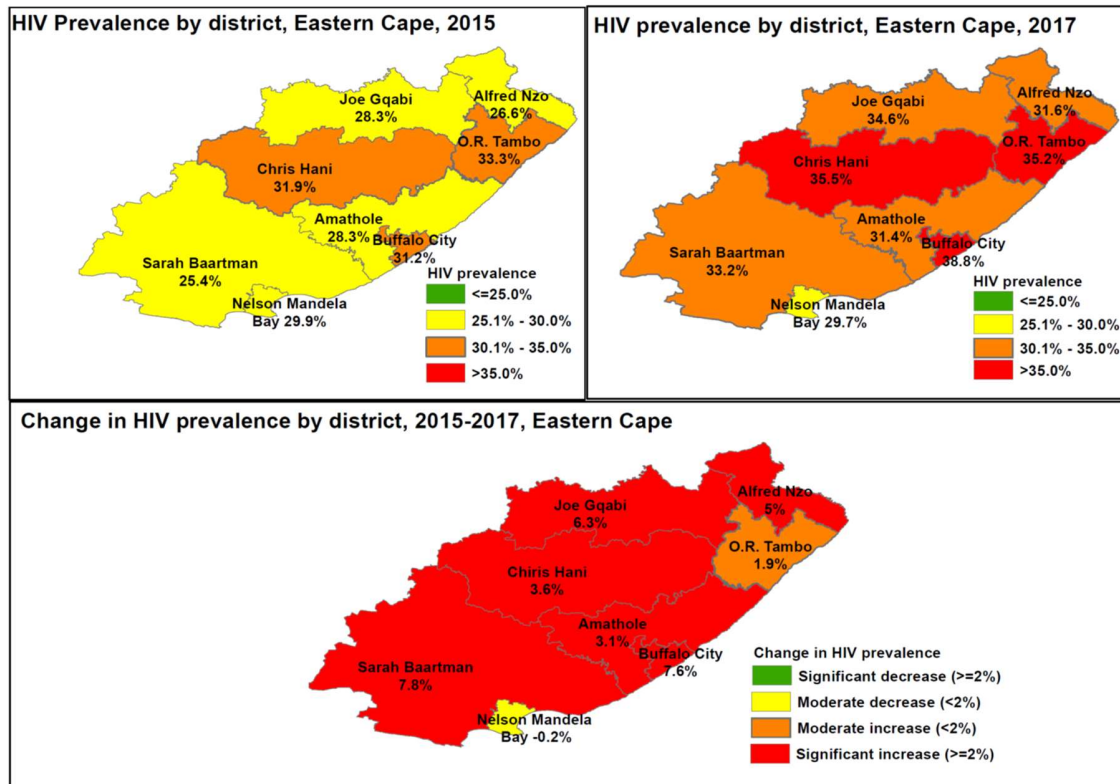 HIV Prevalence by district, Eastern Cape, 2015
Joe Gqabi
28.3%
Alfred Nzo
26.6%
O.R. Tambo
33.3%
Chris Hani
31.9%
Amathole
28.3%
Buffalo City
31.2%
Sarah Baartman
25.4%
Nelson Mandela
Bay 29.9%
HIV prevalence
<=25.0%
25.1% - 30.0%
30.1% - 35.0%
>35.0%
HIV prevalence by district, Eastern Cape, 2017
Joe Gqabi
34.6%
Alfred Nzo
31.6%
O.R. Tambo
35.2%
Chris Hani
35.5%
Amathole
31.4%
Buffalo City
38.8%
Sarah Baartman
33.2%
Nelson Mandela
Bay 29.7%
HIV prevalence
<=25.0%
25.1% - 30.0%
30.1% - 35.0%
>35.0%
Change in HIV prevalence by district, 2015-2017, Eastern Cape
Alfred Nzo
5%
Joe Gqabi
6.3%
O.R. Tambo
1.9%
Chiris Hani
3.6%
Amathole
3.1%
Buffalo City
7.6%
Sarah Baartman
7.8%
Nelson Mandela
Bay -0.2%
Change in HIV prevalence
Significant decrease (>=2%)
Moderate decrease (<2%)
Moderate increase (<2%)
Significant increase (>=2%)